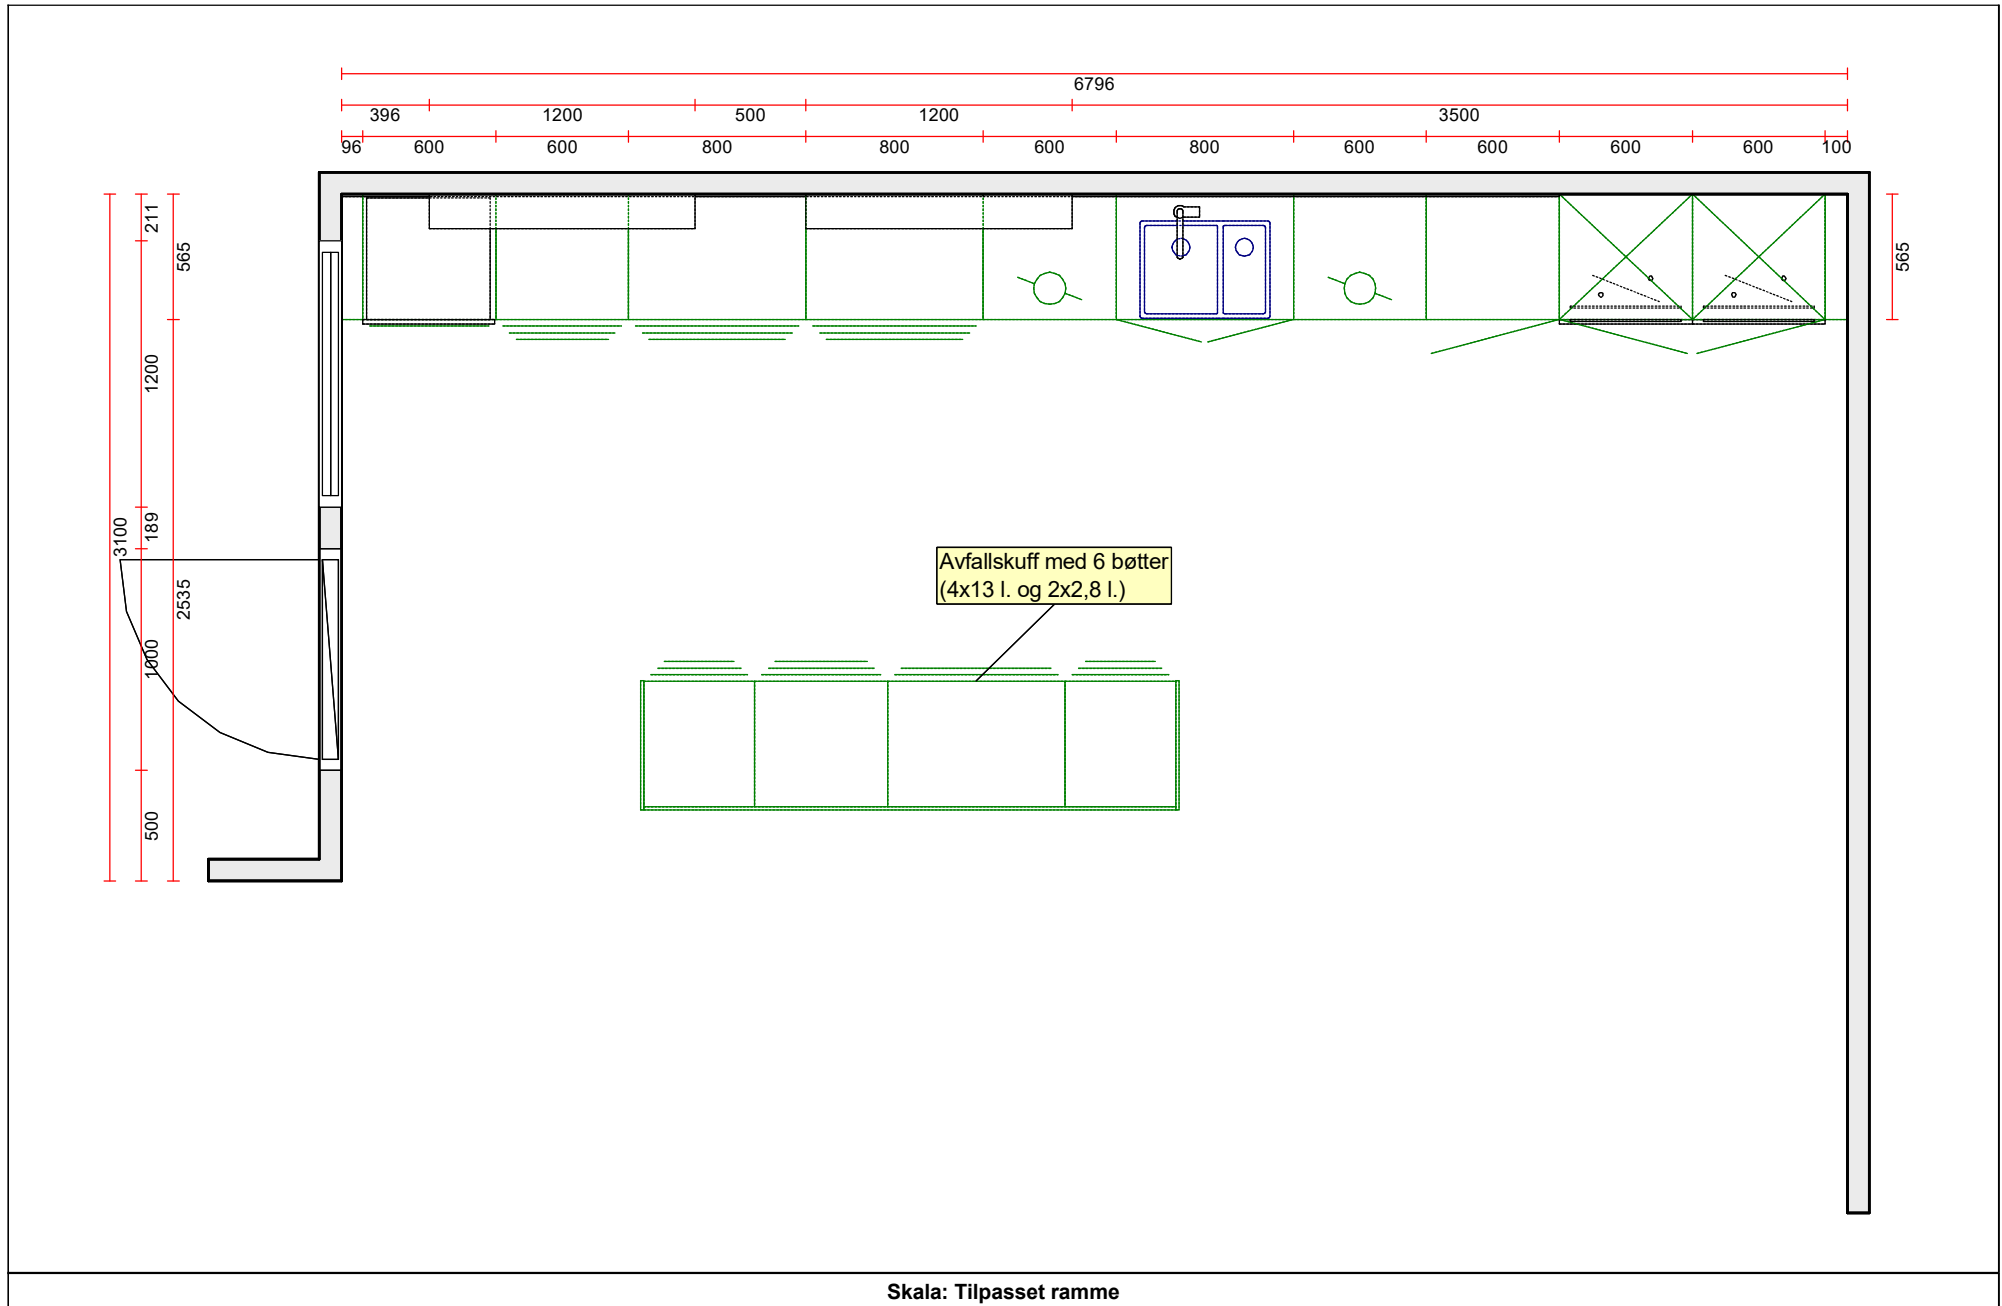 6796
396 1200 500 1200 3500
96 600 600 800 800 600 800 600 600 600 600 100
211
565
565
1200
189
3100
2535
1000
500
Avfallskuff med 6 bøtter
(4x13 l. og 2x2,8 l.)
Skala: Tilpasset ramme